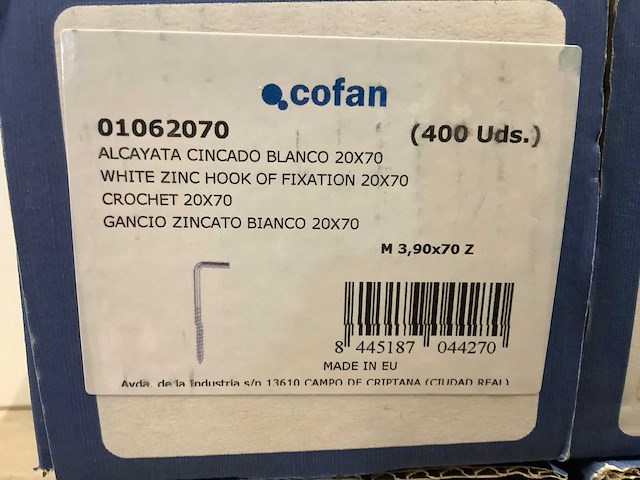 cofan
01062070 (400 Uds.)
ALCAYATA CINCADO BLANCO 20X70
WHITE ZINC HOOK OF FIXATION 20X70
CROCHET 20X70
GANCIO ZINCATO BIANCO 20X70
M 3,90x70 Z
8 445187 044270
MADE IN EU
Avda. de la Industria s/n 13610 CAMPO DE CRIPTANA (CIUDAD REAL)